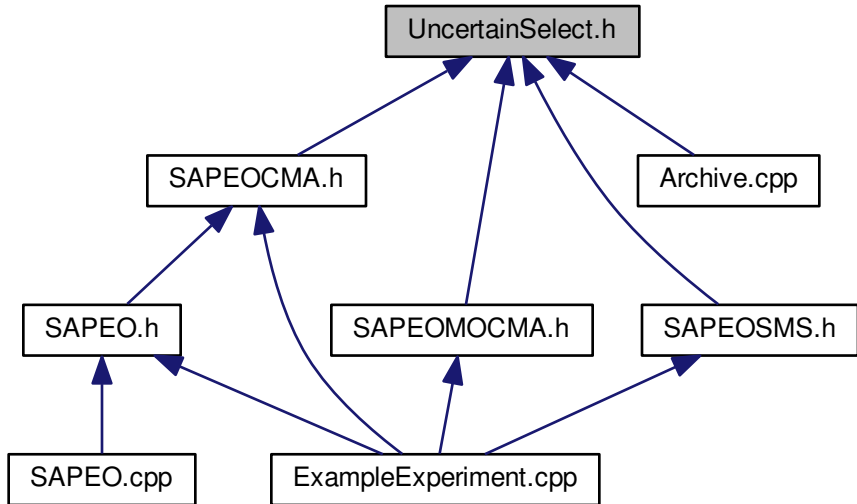 UncertainSelect.h
SAPEOCMA.h
Archive.cpp
SAPEO.h
SAPEOMOCMA.h
SAPEOSMS.h
SAPEO.cpp
ExampleExperiment.cpp